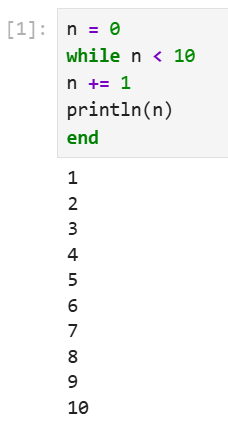 [1]: n = 0
while n < 10
n += 1
println(n)
end
1
2
3
4
5
6
7
8
9
10